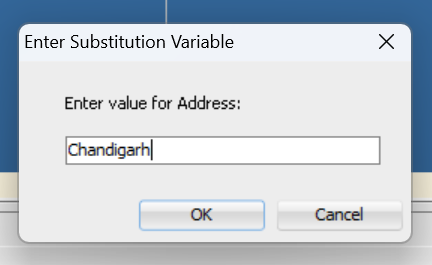 Enter Substitution Variable
Enter value for Address:
Chandigarh
OK Cancel